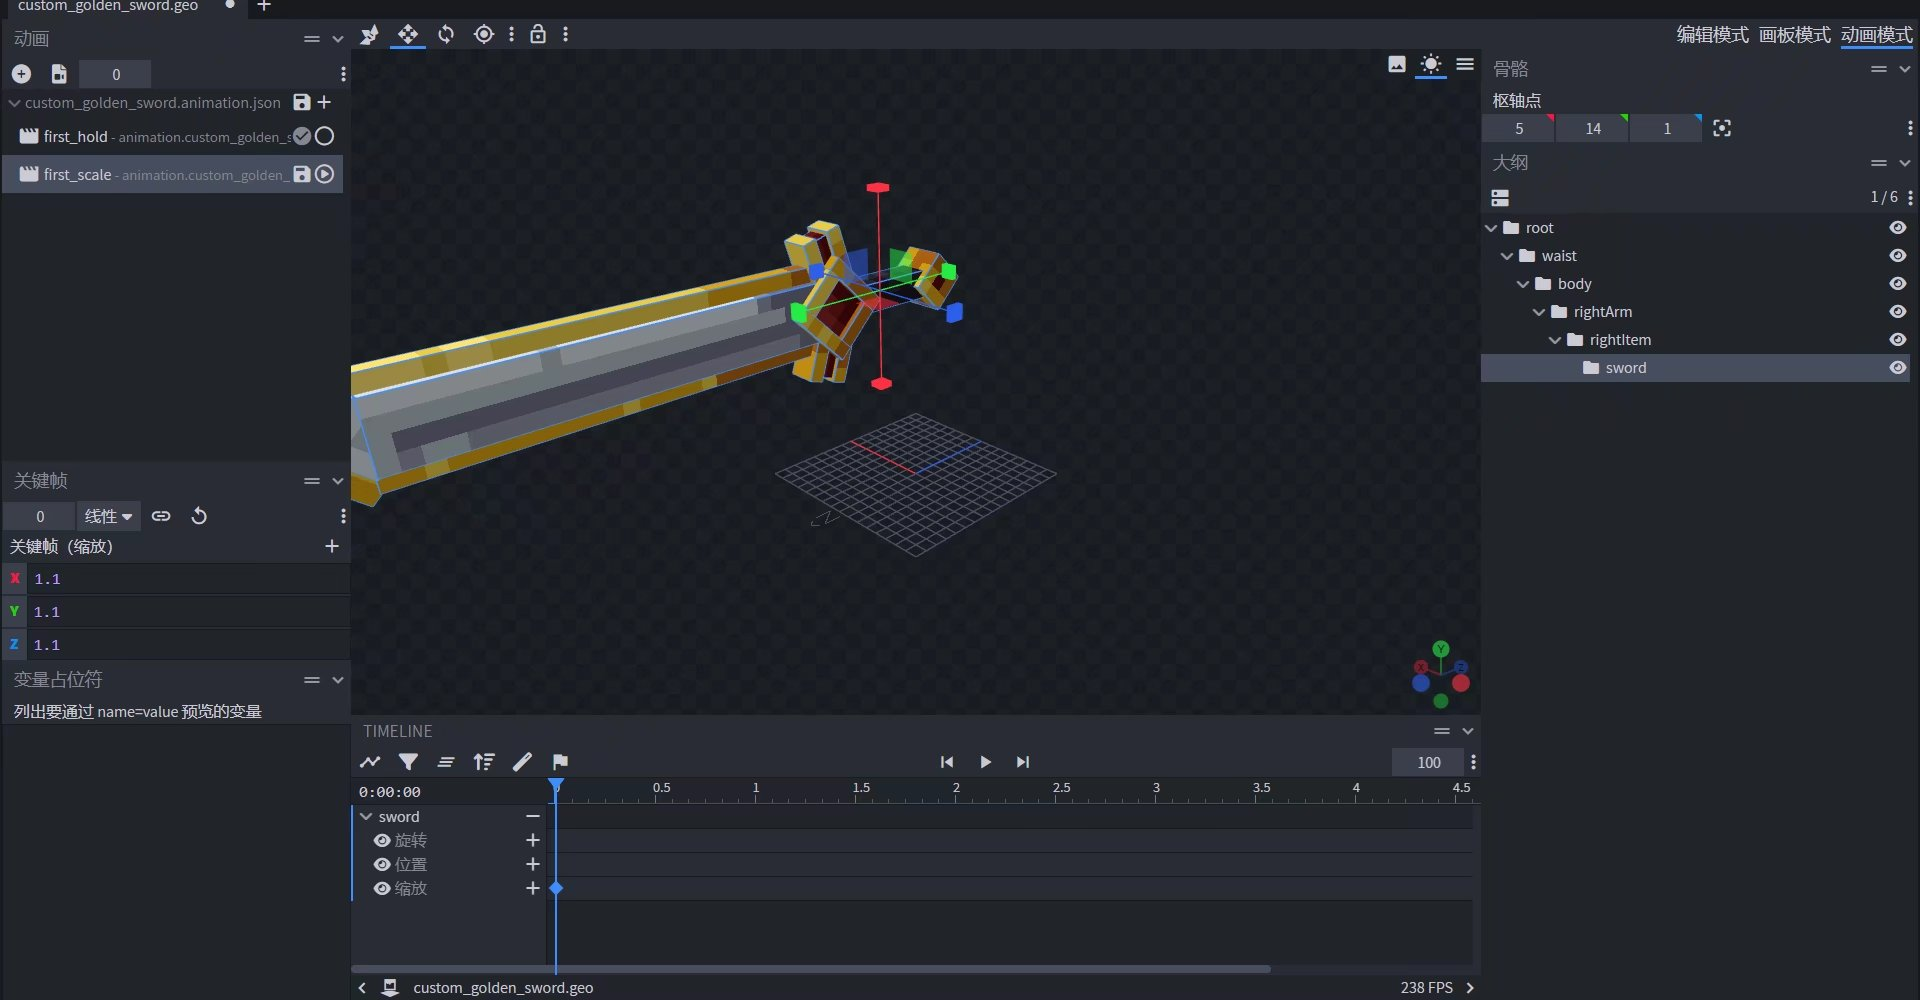 custom_golden_sword.geo
动画
0
custom_golden_sword.animation.json
first_hold - animation.custom_golden_s
first_scale - animation.custom_golden_
关键帧
0 线性
关键帧（缩放）
X 1.1
Y 1.1
Z 1.1
变量占位符
列出要通过 name=value 预览的变量
编辑模式 画板模式 动画模式
骨骼
枢轴点
5 14 1
大纲
1 / 6
root
waist
body
rightArm
rightItem
sword
Y
X
Z
TIMELINE
100
0:00:00
0.5 1 1.5 2 2.5 3 3.5 4 4.5
sword
旋转
位置
缩放
custom_golden_sword.geo
238 FPS